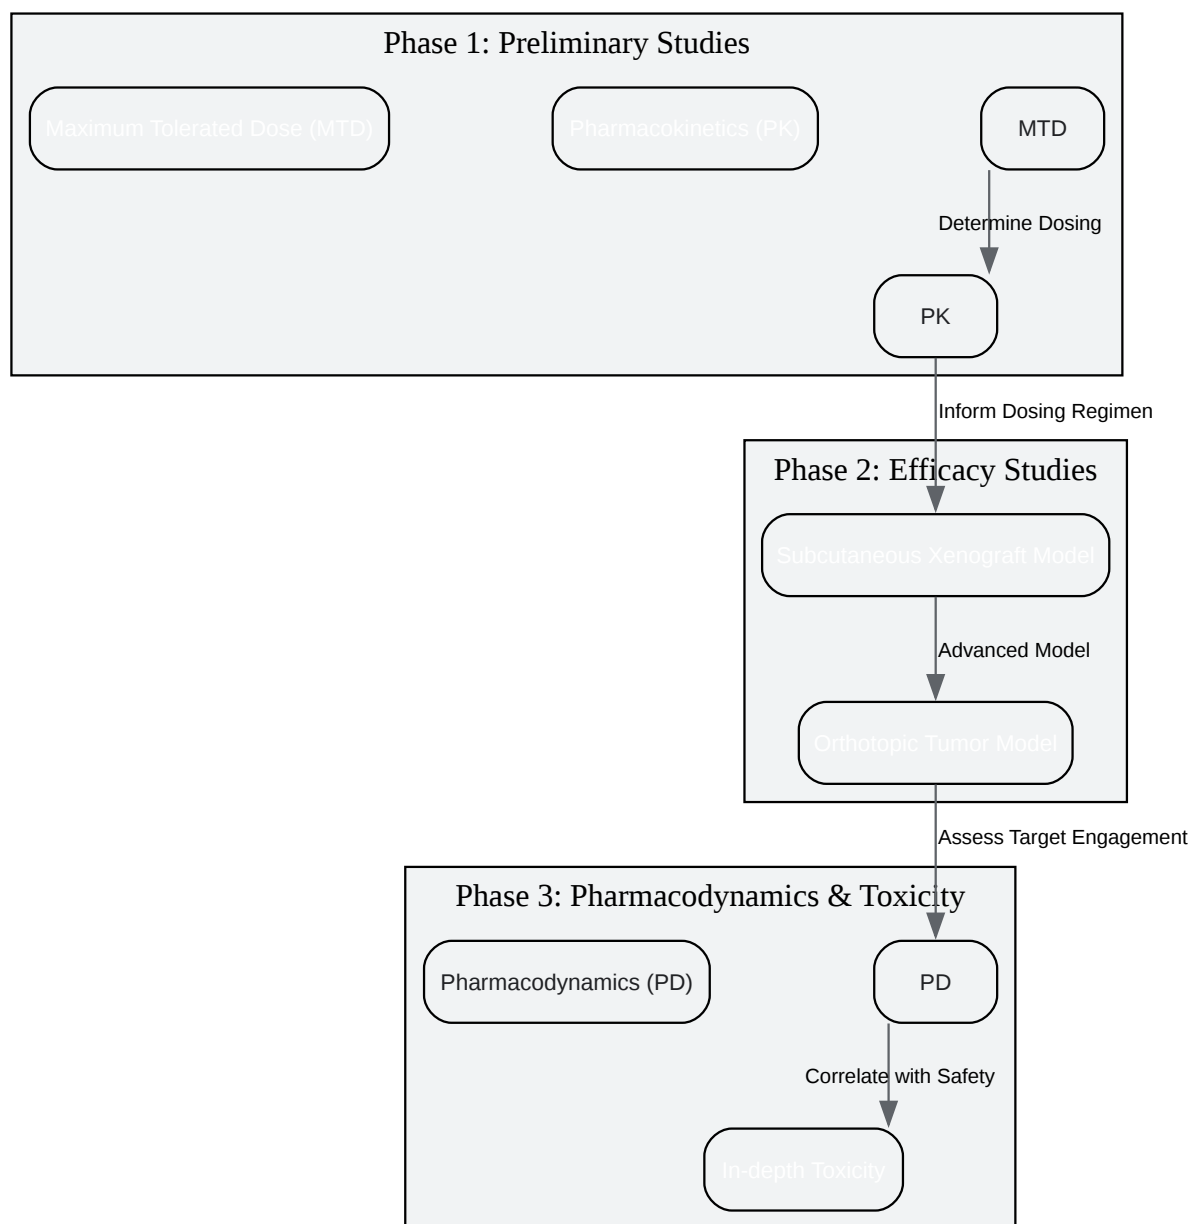 Phase 1: Preliminary Studies
Maximum Tolerated Dose (MTD)
Pharmacokinetics (PK)
MTD
Determine Dosing
PK
Inform Dosing Regimen
Phase 2: Efficacy Studies
Subcutaneous Xenograft Model
Advanced Model
Orthotopic Tumor Model
Assess Target Engagement
Phase 3: Pharmacodynamics & Toxicity
Pharmacodynamics (PD)
PD
Correlate with Safety
In-depth Toxicity